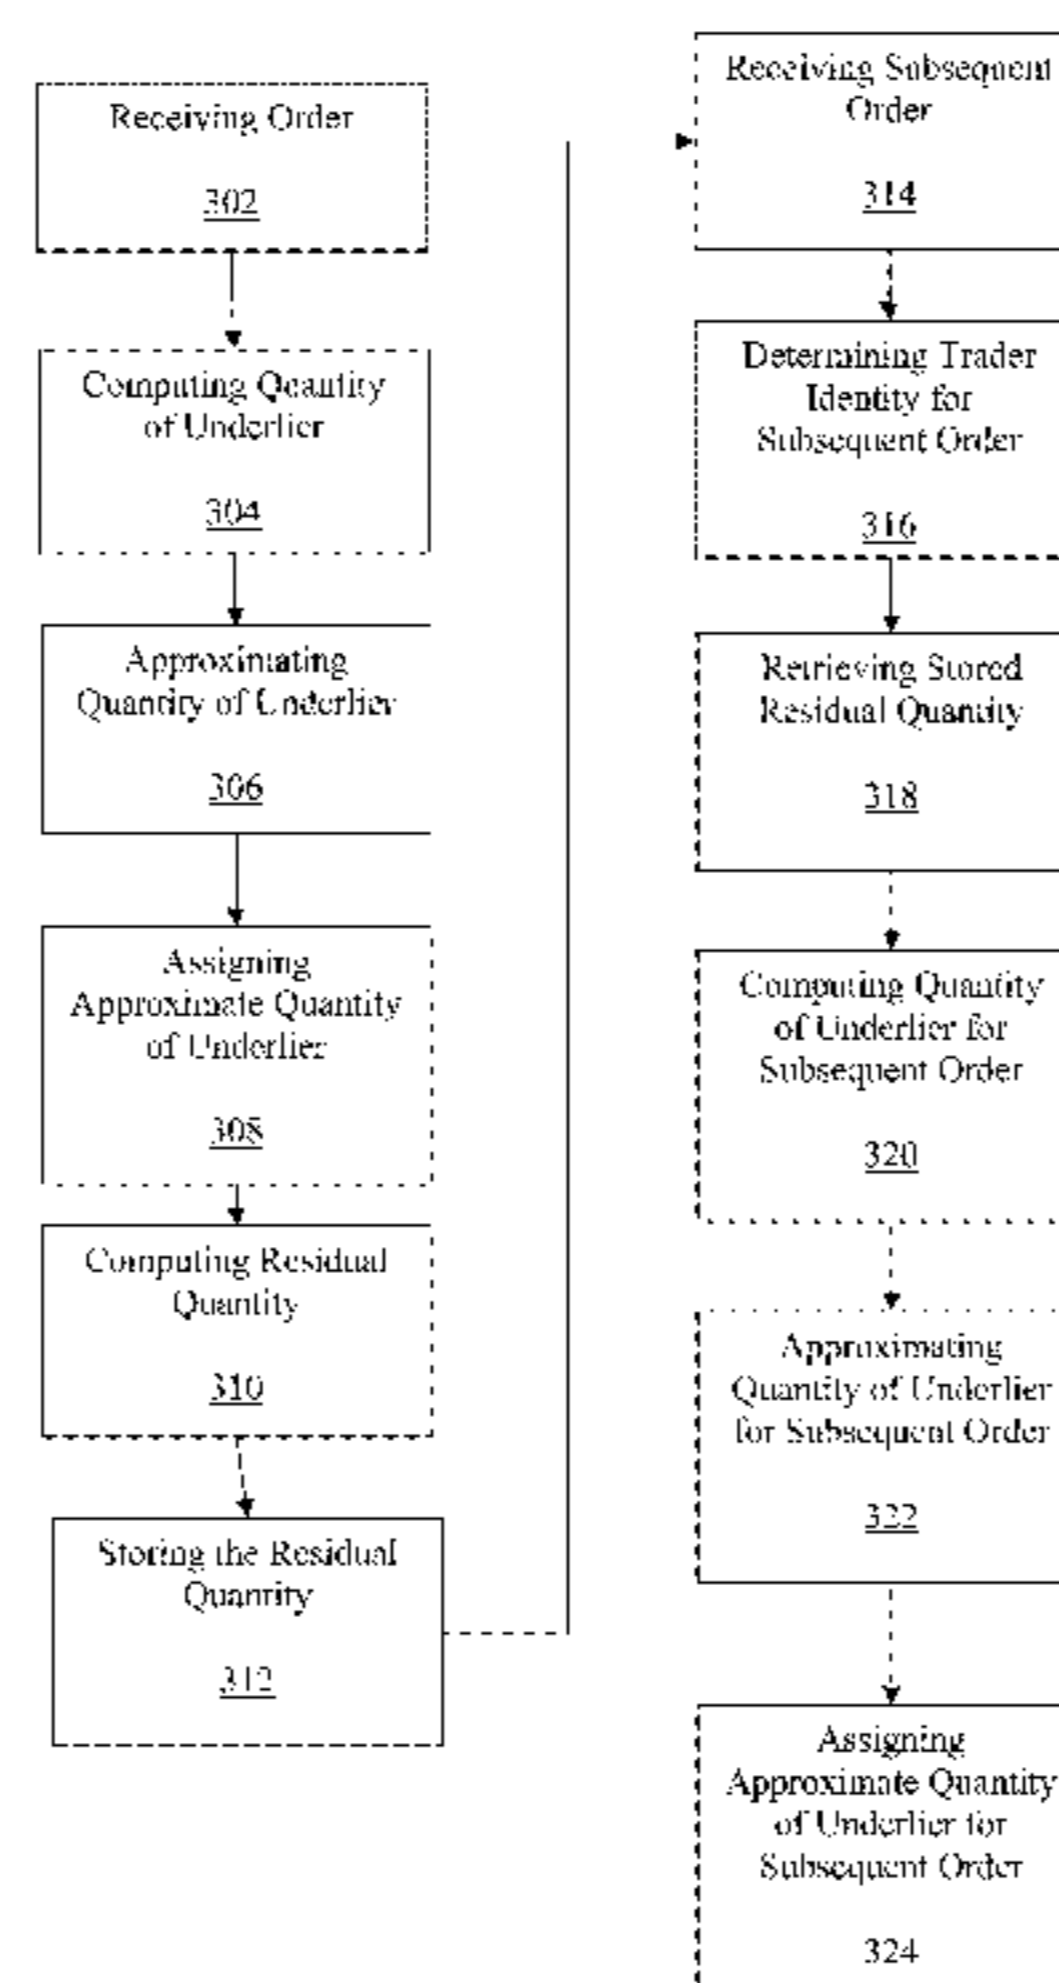 Receiving Order
302
Computing Quantity
of Underlier
304
Approximating
Quantity of Underlier
306
Assigning
Approximate Quantity
of Underlier
308
Computing Residual
Quantity
310
Storing the Residual
Quantity
312
Receiving Subsequent
Order
314
Determining Trader
Identity for
Subsequent Order
316
Retrieving Stored
Residual Quantity
318
Computing Quantity
of Underlier for
Subsequent Order
320
Approximating
Quantity of Underlier
for Subsequent Order
322
Assigning
Approximate Quantity
of Underlier for
Subsequent Order
324